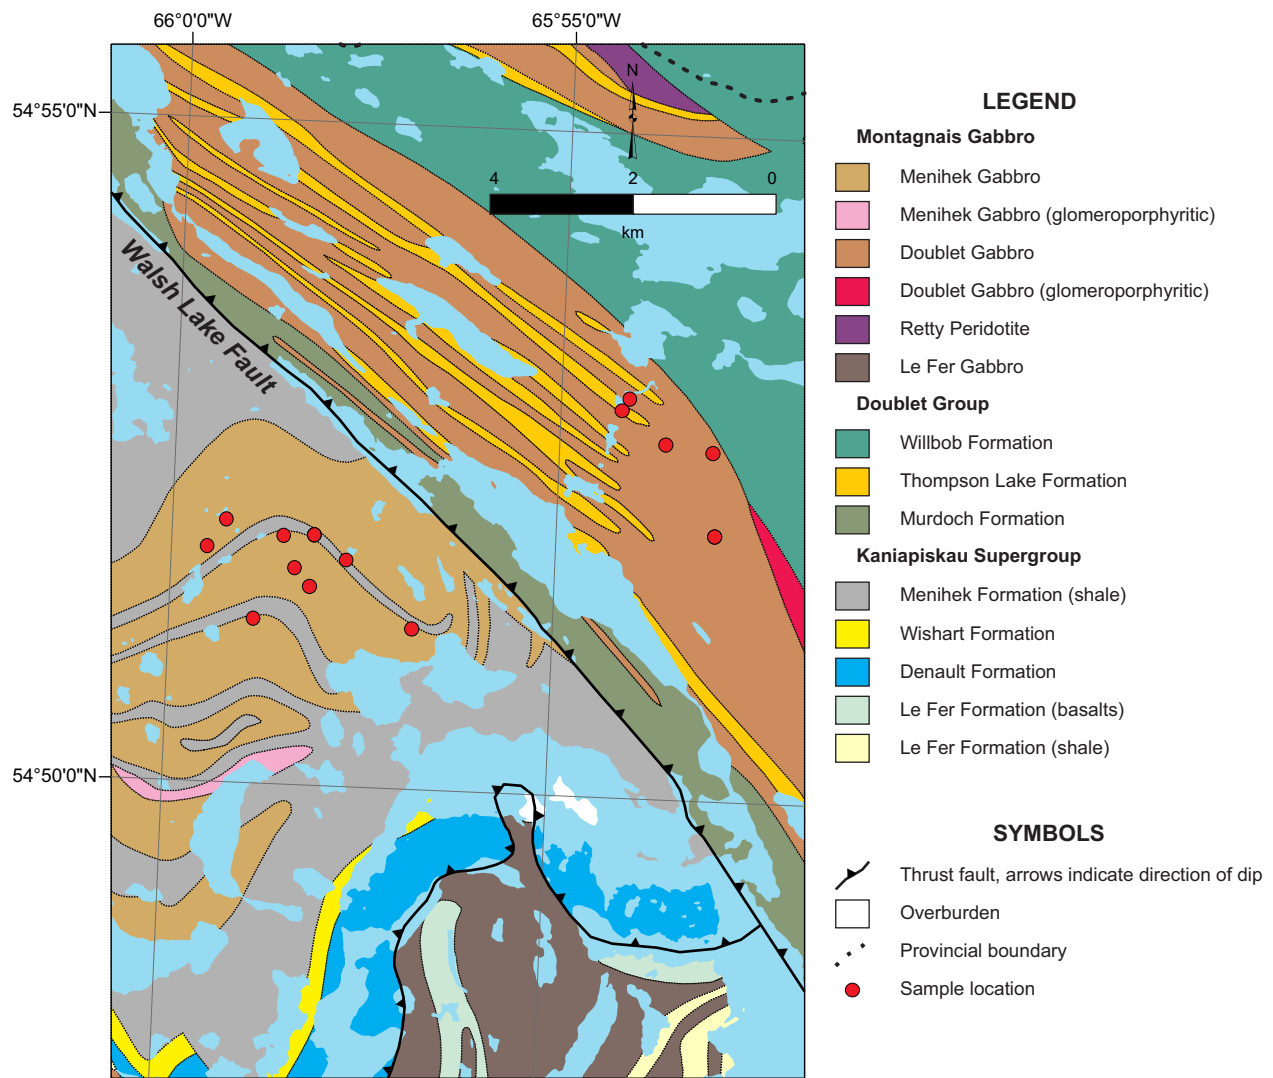 66°0'0"W
65°55'0"W
54°55'0"N
54°50'0"N
N
4
2
0
km
Walsh Lake Fault
LEGEND
Montagnais Gabbro
Menihek Gabbro
Menihek Gabbro (glomeroporphyritic)
Doublet Gabbro
Doublet Gabbro (glomeroporphyritic)
Retty Peridotite
Le Fer Gabbro
Doublet Group
Willbob Formation
Thompson Lake Formation
Murdoch Formation
Kaniapiskau Supergroup
Menihek Formation (shale)
Wishart Formation
Denault Formation
Le Fer Formation (basalts)
Le Fer Formation (shale)
SYMBOLS
Thrust fault, arrows indicate direction of dip
Overburden
Provincial boundary
Sample location